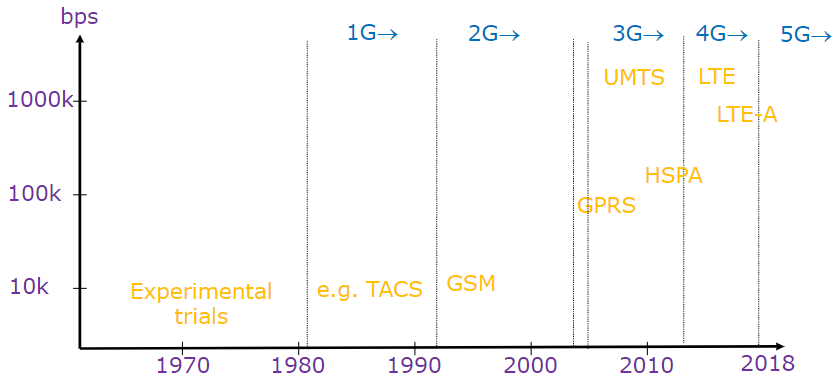 bps
1G→
2G→
3G→
4G→
5G→
UMTS
LTE
1000k
LTE-A
HSPA
100k
GPRS
10k
Experimental
trials
e.g. TACS
GSM
1970
1980
1990
2000
2010
2018